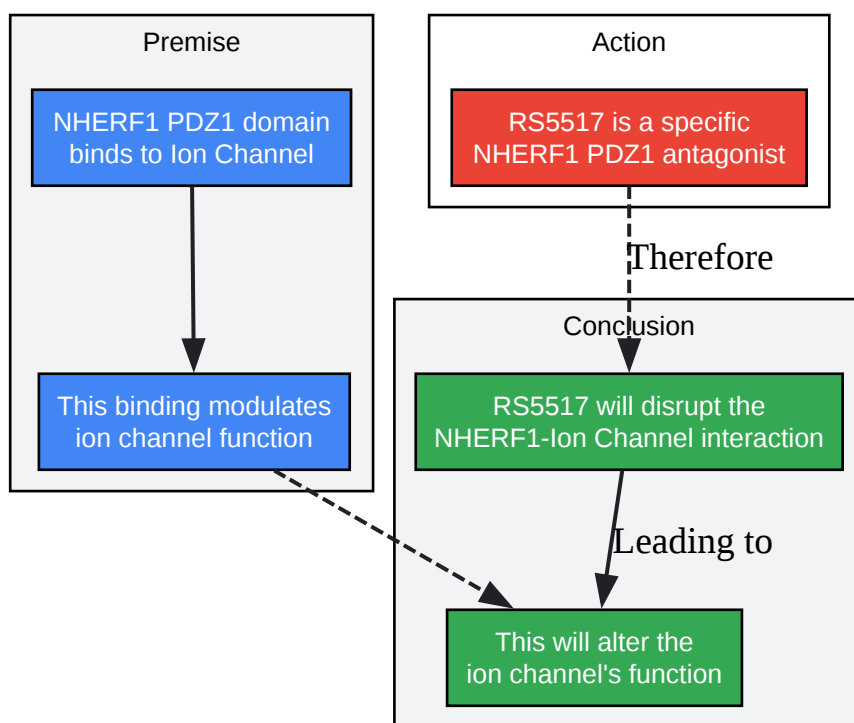 Premise
NHERF1 PDZ1 domain
binds to Ion Channel
This binding modulates
ion channel function
Action
RS5517 is a specific
NHERF1 PDZ1 antagonist
Therefore
Conclusion
RS5517 will disrupt the
NHERF1-Ion Channel interaction
Leading to
This will alter the
ion channel's function